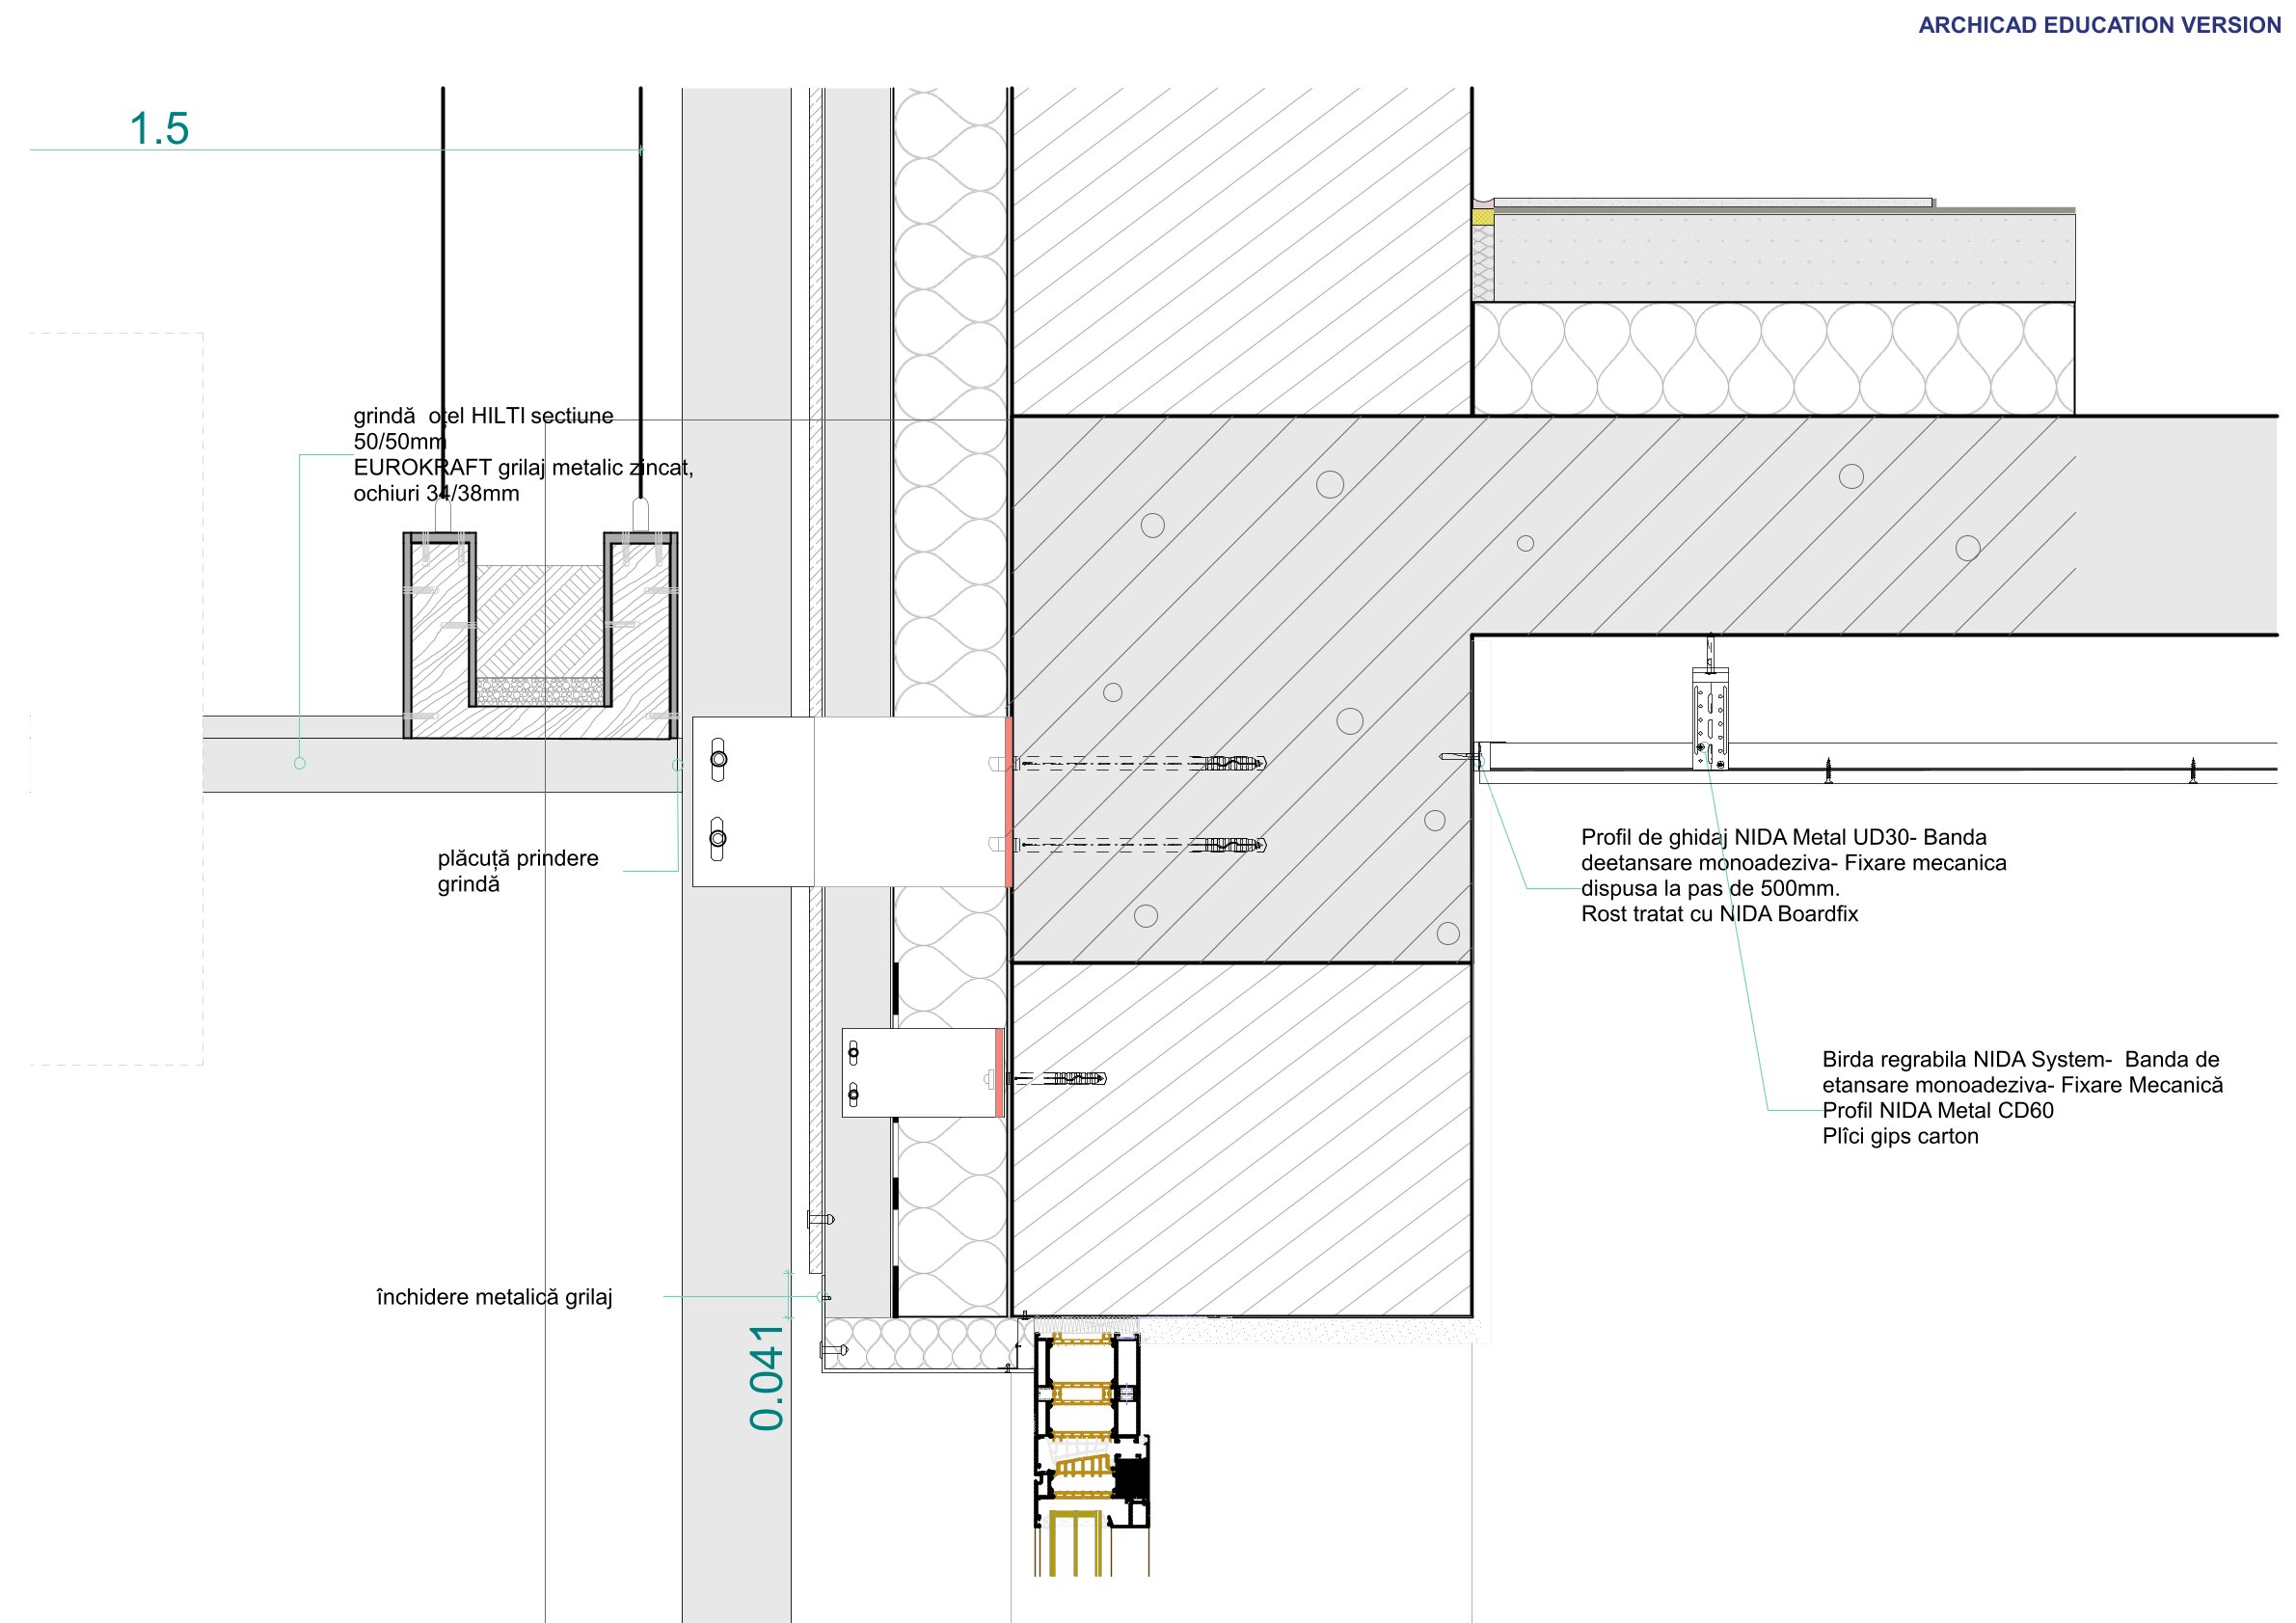 ARCHICAD EDUCATION VERSION
1.5
grindă oțel HILTI sectiune
50/50mm
EUROKRAFT grilaj metalic zincat,
ochiuri 34/38mm
plăcuță prindere
grindă
Profil de ghidaj NIDA Metal UD30- Banda
deetansare monoadeziva- Fixare mecanica
dispusa la pas de 500mm.
Rost tratat cu NIDA Boardfix
Birda regrabila NIDA System- Banda de
etansare monoadeziva- Fixare Mecanică
Profil NIDA Metal CD60
Plîci gips carton
închidere metalică grilaj
0.041